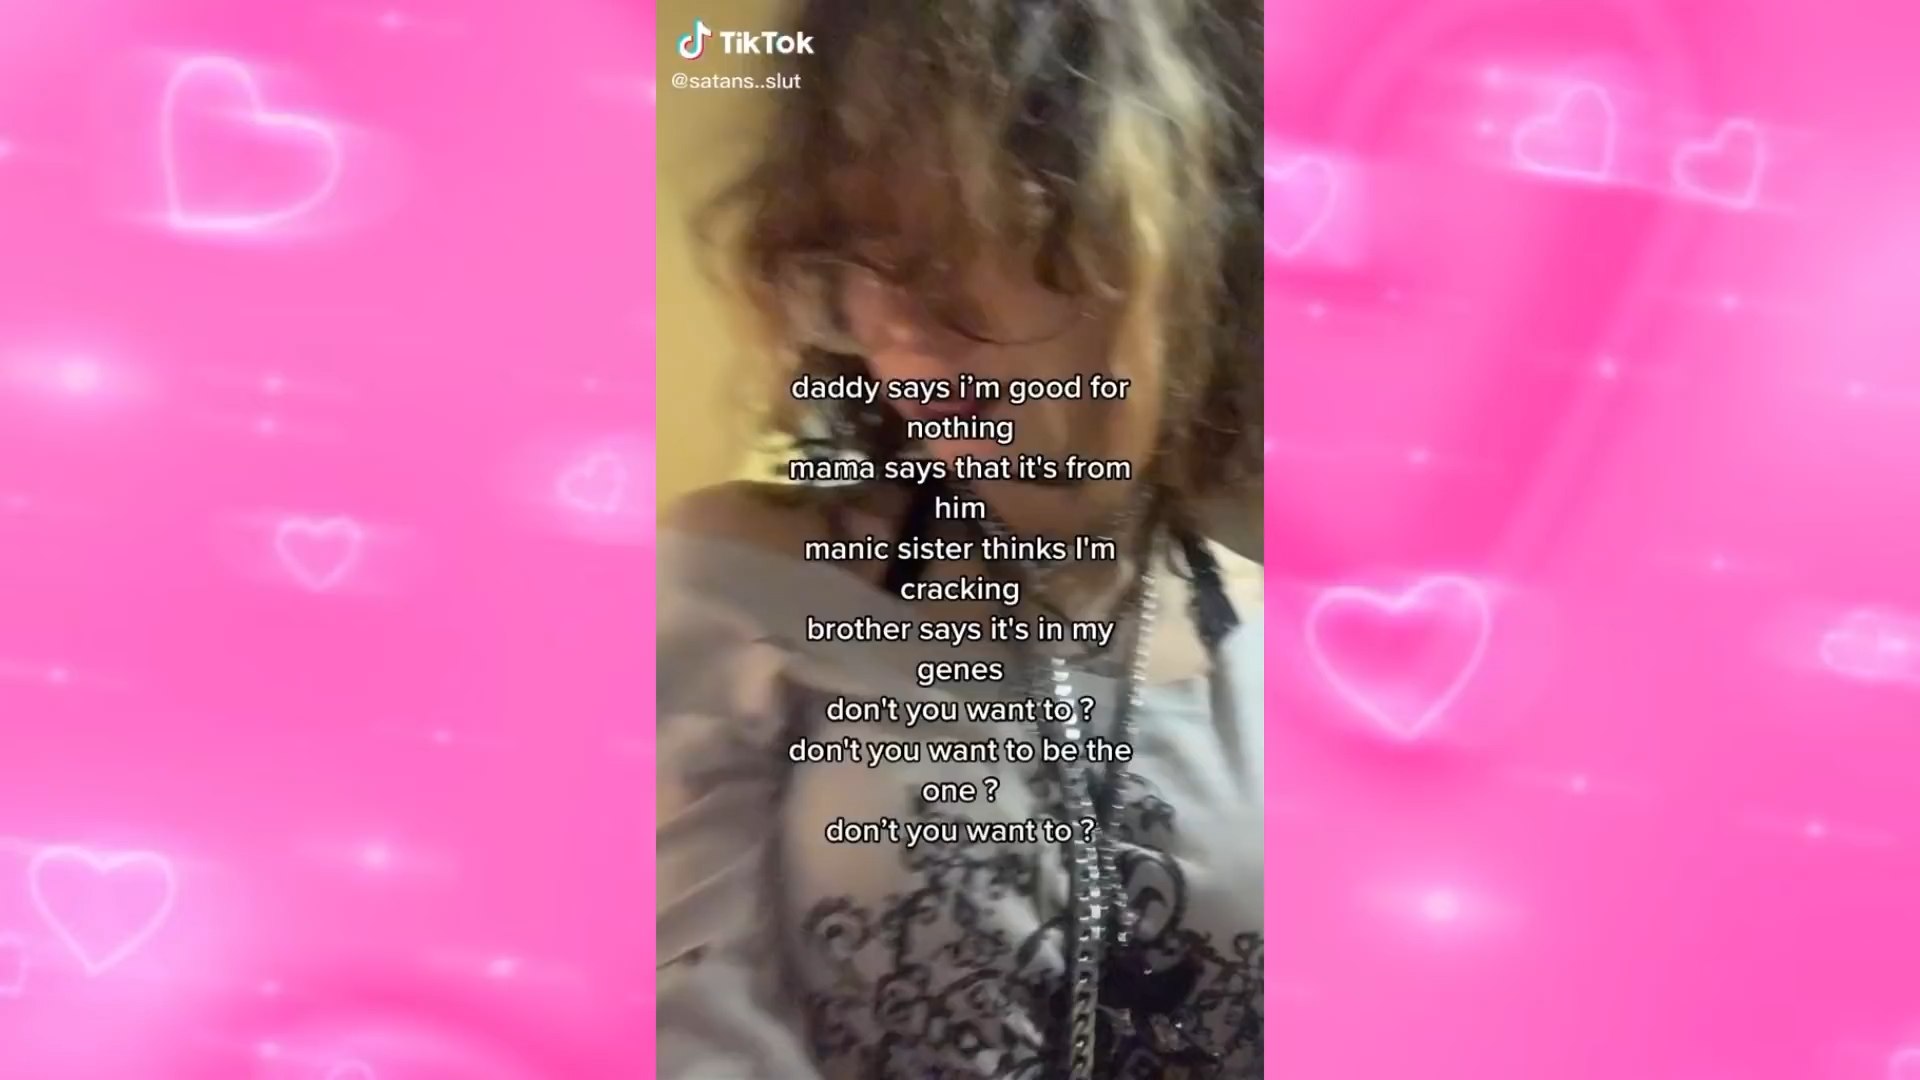 TikTok
@satans..slut
daddy says i’m good for
nothing
mama says that it's from
him
manic sister thinks I'm
cracking
brother says it's in my
genes
don't you want to ?
don't you want to be the
one ?
don’t you want to ?